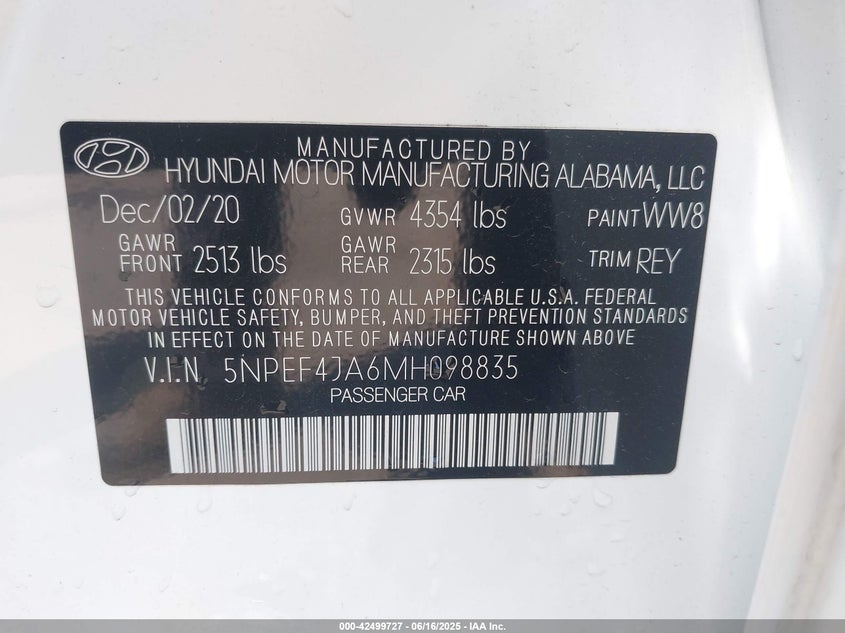 MANUFACTURED BY
HYUNDAI MOTOR MANUFACTURING ALABAMA, LLC
Dec/02/20 GVWR 4354 lbs PAINT WW8
GAWR FRONT 2513 lbs GAWR REAR 2315 lbs TRIM REY
THIS VEHICLE CONFORMS TO ALL APPLICABLE U.S.A. FEDERAL
MOTOR VEHICLE SAFETY, BUMPER, AND THEFT PREVENTION STANDARDS
IN EFFECT ON THE DATE OF MANUFACTURE SHOWN ABOVE
V.I.N. 5NPEF4JA6MH098835
PASSENGER CAR
000-42499727 - 06/16/2025 - IAA Inc.